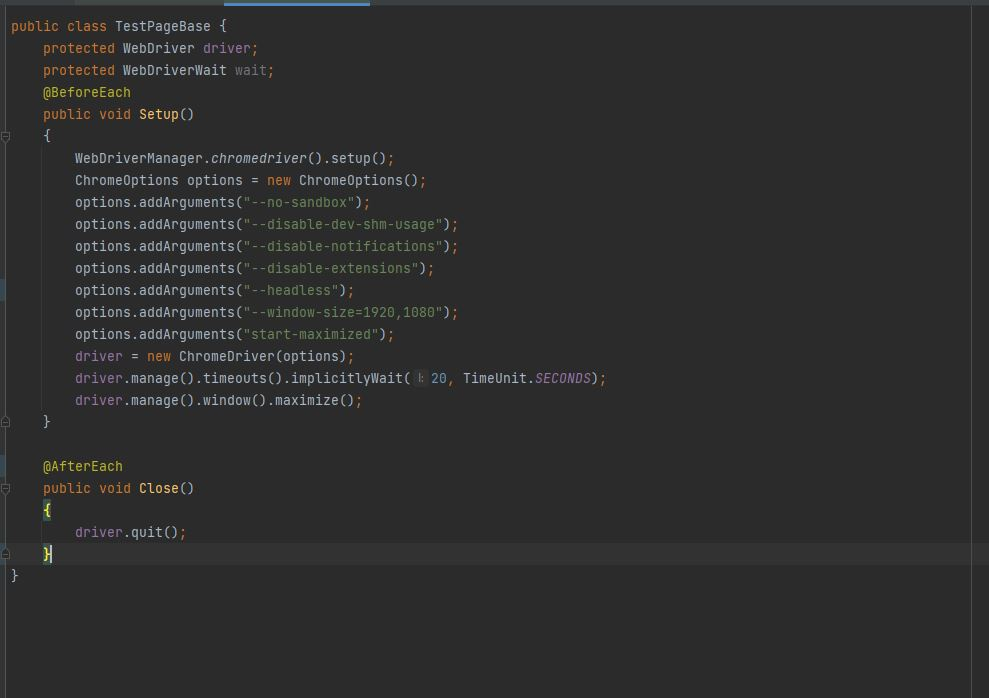 public class TestPageBase {
protected WebDriver driver;
protected WebDriverWait wait;
@BeforeEach
public void Setup()
{
WebDriverManager.chromedriver().setup();
ChromeOptions options = new ChromeOptions();
options.addArguments("--no-sandbox");
options.addArguments("--disable-dev-shm-usage");
options.addArguments("--disable-notifications");
options.addArguments("--disable-extensions");
options.addArguments("--headless");
options.addArguments("--window-size=1920,1080");
options.addArguments("start-maximized");
driver = new ChromeDriver(options);
driver.manage().timeouts().implicitlyWait( l: 20, TimeUnit.SECONDS);
driver.manage().window().maximize();
}
@AfterEach
public void Close()
{
driver.quit();
}
}